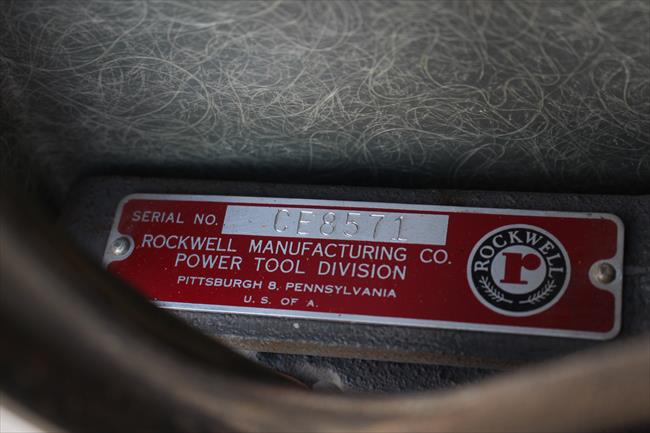 SERIAL NO. CE8571
ROCKWELL MANUFACTURING CO.
POWER TOOL DIVISION
PITTSBURGH 8, PENNSYLVANIA
U.S. OF A.
ROCKWELL
r